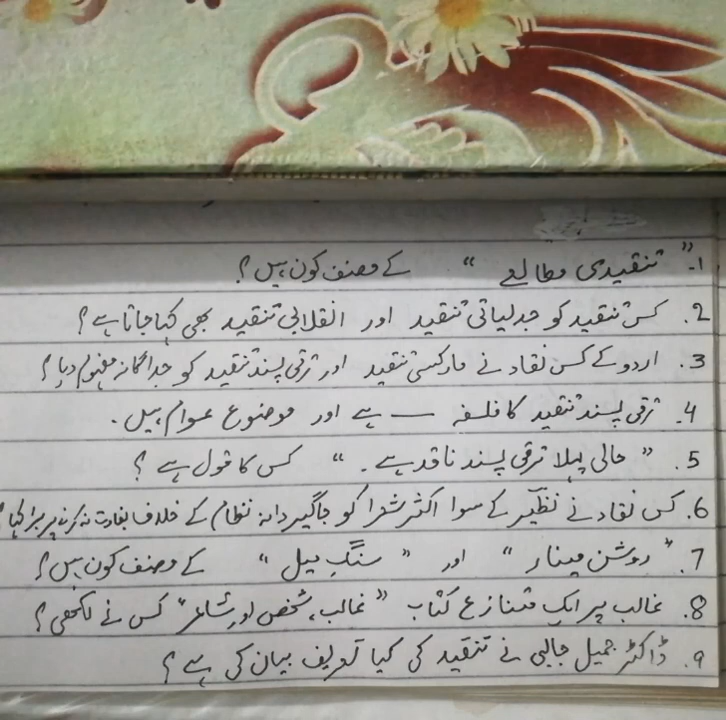 1۔ " تنقیدی مطالعے " کے مصنف کون ہیں؟
2. کس تنقید کو جدلیاتی تنقید اور انقلابی تنقید بھی کہا جاتا ہے؟
3. اردو کے کس نقاد نے مارکسی تنقید اور ترقی پسند تنقید کو جداگانہ مفہوم دیا؟
4. ترقی پسند تنقید کا فلسفہ ــــ ہے اور موضوع عوام ہیں.
5. " حالی پہلا ترقی پسند ناقد ہے۔ " کس کا قول ہے ؟
6. کس نقاد نے نظیر کے سوا اکثر شعرا کو جاگیردارانہ نظام کے خلاف بغاوت نہ کرنے پر برا کہا؟
7. " روشن مینار " اور " سنگِ میل " کے مصنف کون ہیں؟
8. غالب پر ایک متنازع کتاب " غالب، شخص اور شاعر " کس نے لکھی؟
9. ڈاکٹر جمیل جالبی نے تنقید کی کیا تعریف بیان کی ہے ؟